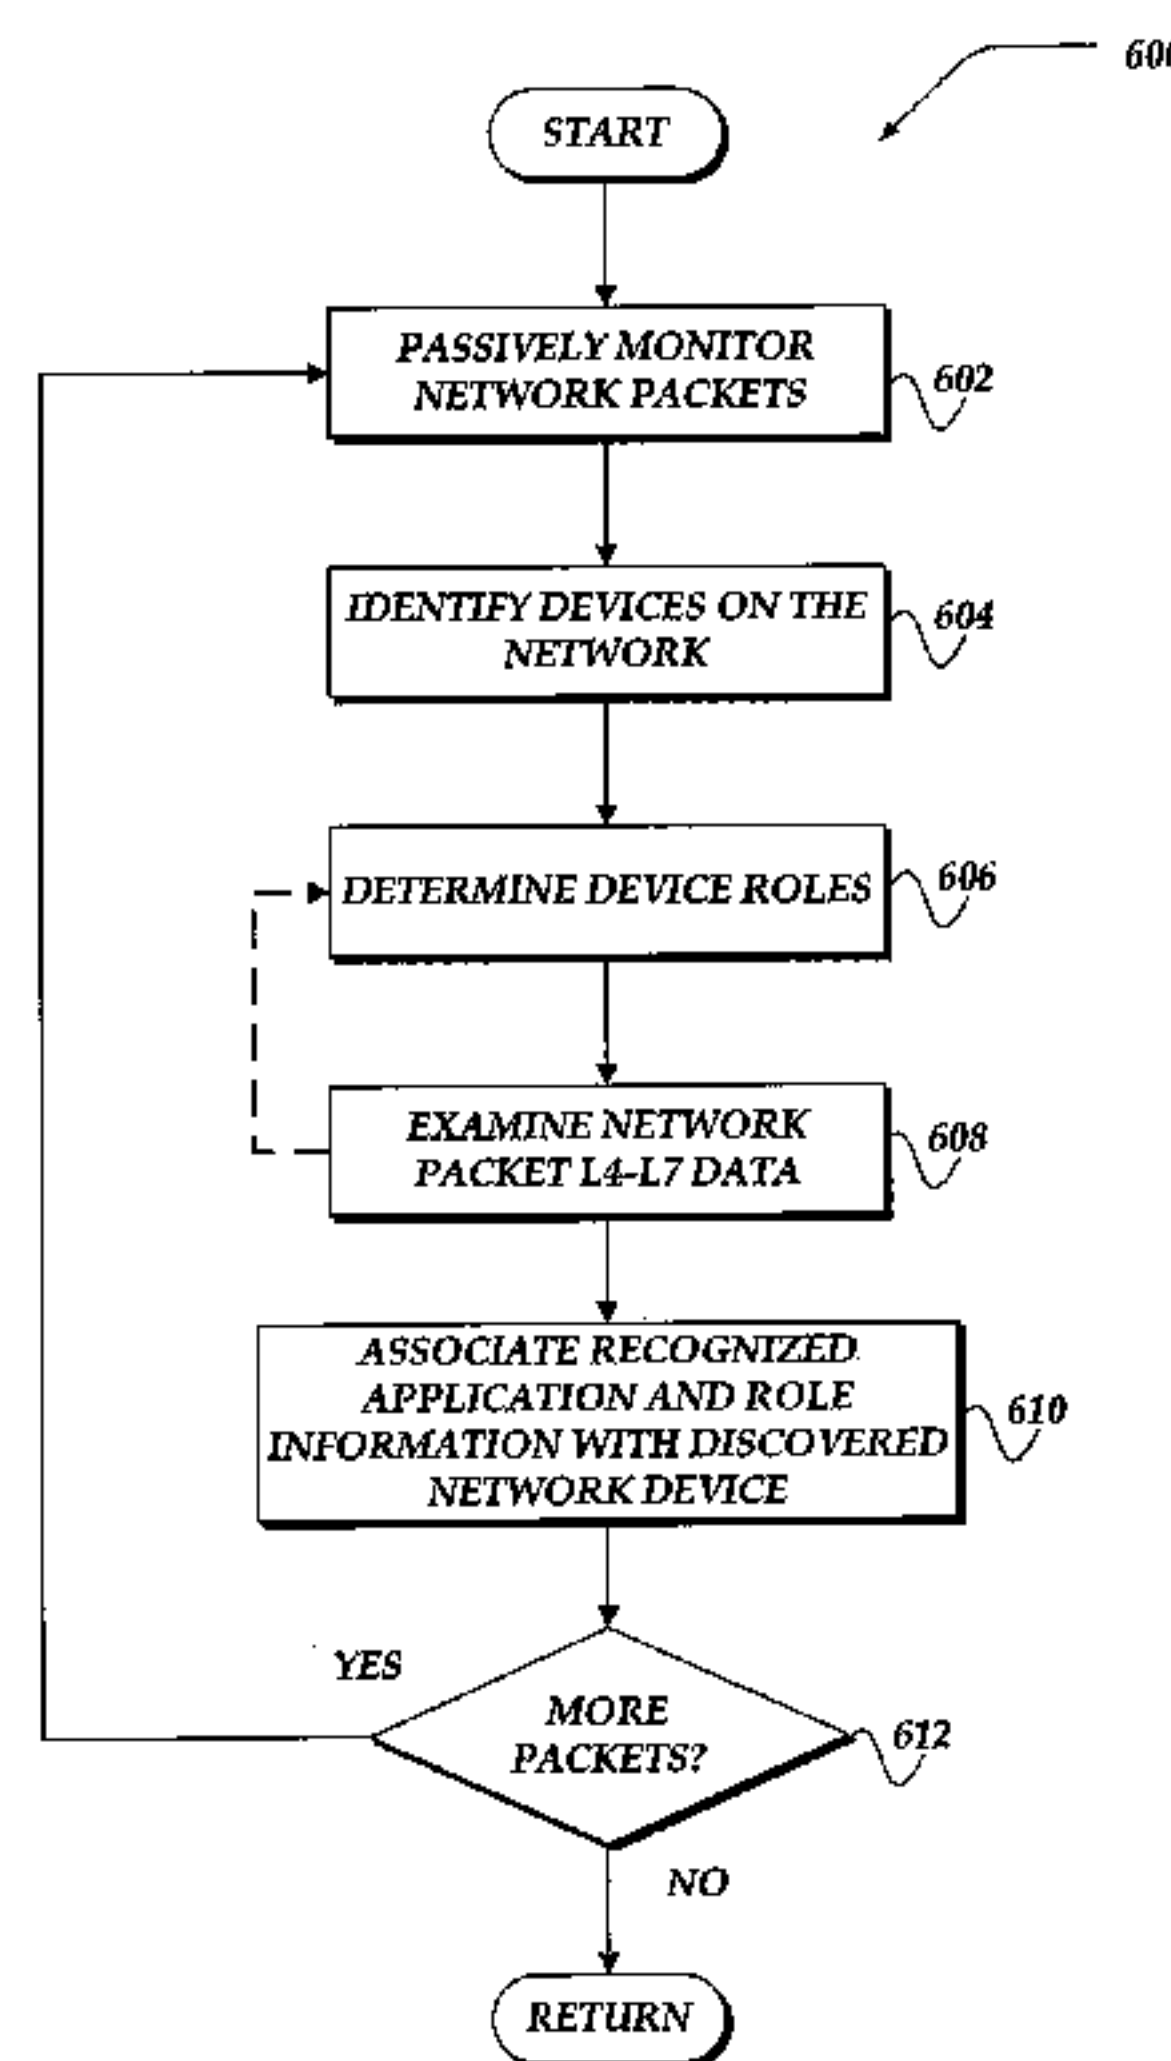 600
START
PASSIVELY MONITOR
NETWORK PACKETS
602
IDENTIFY DEVICES ON THE
NETWORK
604
DETERMINE DEVICE ROLES
606
EXAMINE NETWORK
PACKET L4-L7 DATA
608
ASSOCIATE RECOGNIZED
APPLICATION AND ROLE
INFORMATION WITH DISCOVERED
NETWORK DEVICE
610
YES
MORE
PACKETS?
612
NO
RETURN